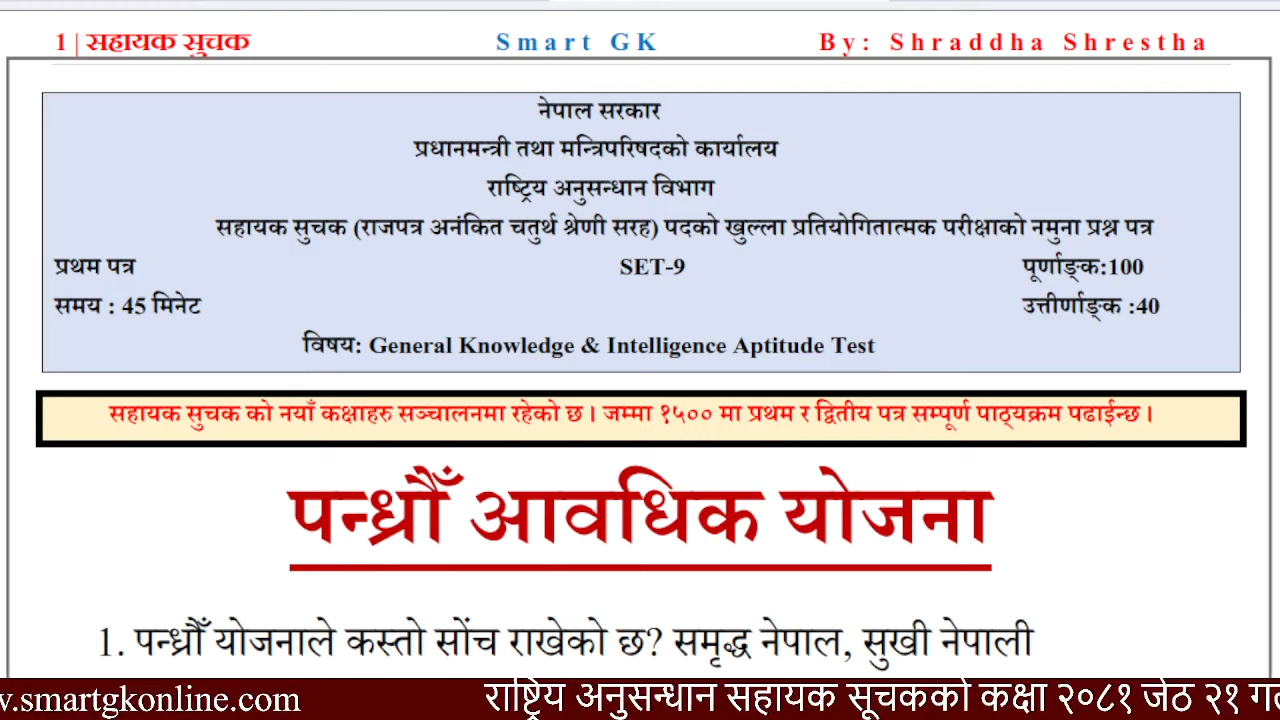 1 | सहायक सुचक Smart GK By: Shraddha Shrestha
नेपाल सरकार
प्रधानमन्त्री तथा मन्त्रिपरिषदको कार्यालय
राष्ट्रिय अनुसन्धान विभाग
सहायक सुचक (राजपत्र अनंकित चतुर्थ श्रेणी सरह) पदको खुल्ला प्रतियोगितात्मक परीक्षाको नमुना प्रश्न पत्र
प्रथम पत्र SET-9 पूर्णाङ्क:100
समय : 45 मिनेट उत्तीर्णाङ्क :40
विषय: General Knowledge & Intelligence Aptitude Test
सहायक सुचक को नयाँ कक्षाहरु सञ्चालनमा रहेको छ । जम्मा १५०० मा प्रथम र द्वितीय पत्र सम्पूर्ण पाठ्यक्रम पढाईन्छ ।
पन्ध्रौँ आवधिक योजना
1. पन्ध्रौँ योजनाले कस्तो सोंच राखेको छ? समृद्ध नेपाल, सुखी नेपाली
.smartgkonline.com राष्ट्रिय अनुसन्धान सहायक सूचकको कक्षा २०८१ जेठ २१